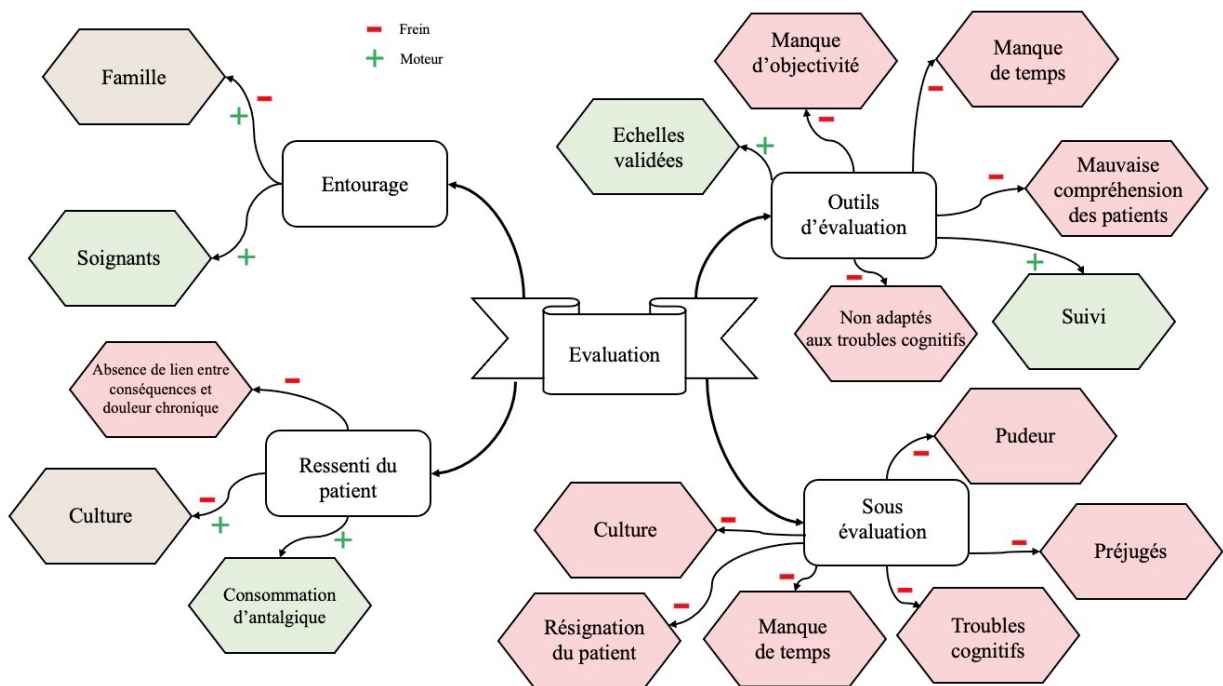 Frein
Moteur
Famille
Entourage
Soignants
Manque
d'objectivité
Manque
de temps
Echelles
validées
Outils
d'évaluation
Mauvaise
compréhension
des patients
Non adaptés
aux troubles cognitifs
Suivi
Evaluation
Absence de lien entre
conséquences et
douleur chronique
Ressenti du
patient
Culture
Consommation
d'antalgique
Pudeur
Sous
évaluation
Culture
Préjugés
Résignation
du patient
Manque
de temps
Troubles
cognitifs